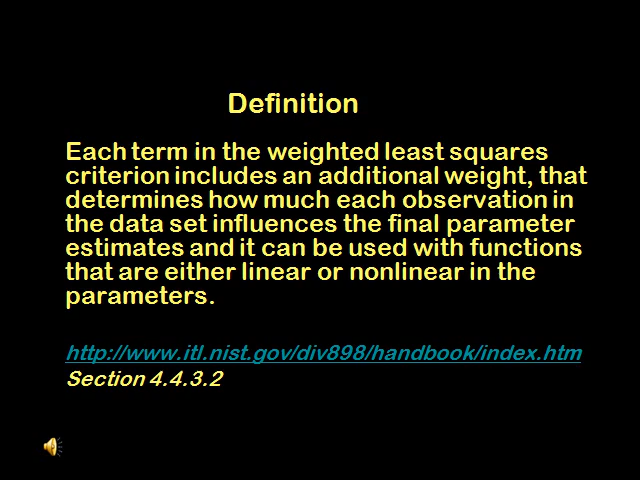 Definition
Each term in the weighted least squares
criterion includes an additional weight, that
determines how much each observation in
the data set influences the final parameter
estimates and it can be used with functions
that are either linear or nonlinear in the
parameters.
http://www.itl.nist.gov/div898/handbook/index.htm
Section 4.4.3.2